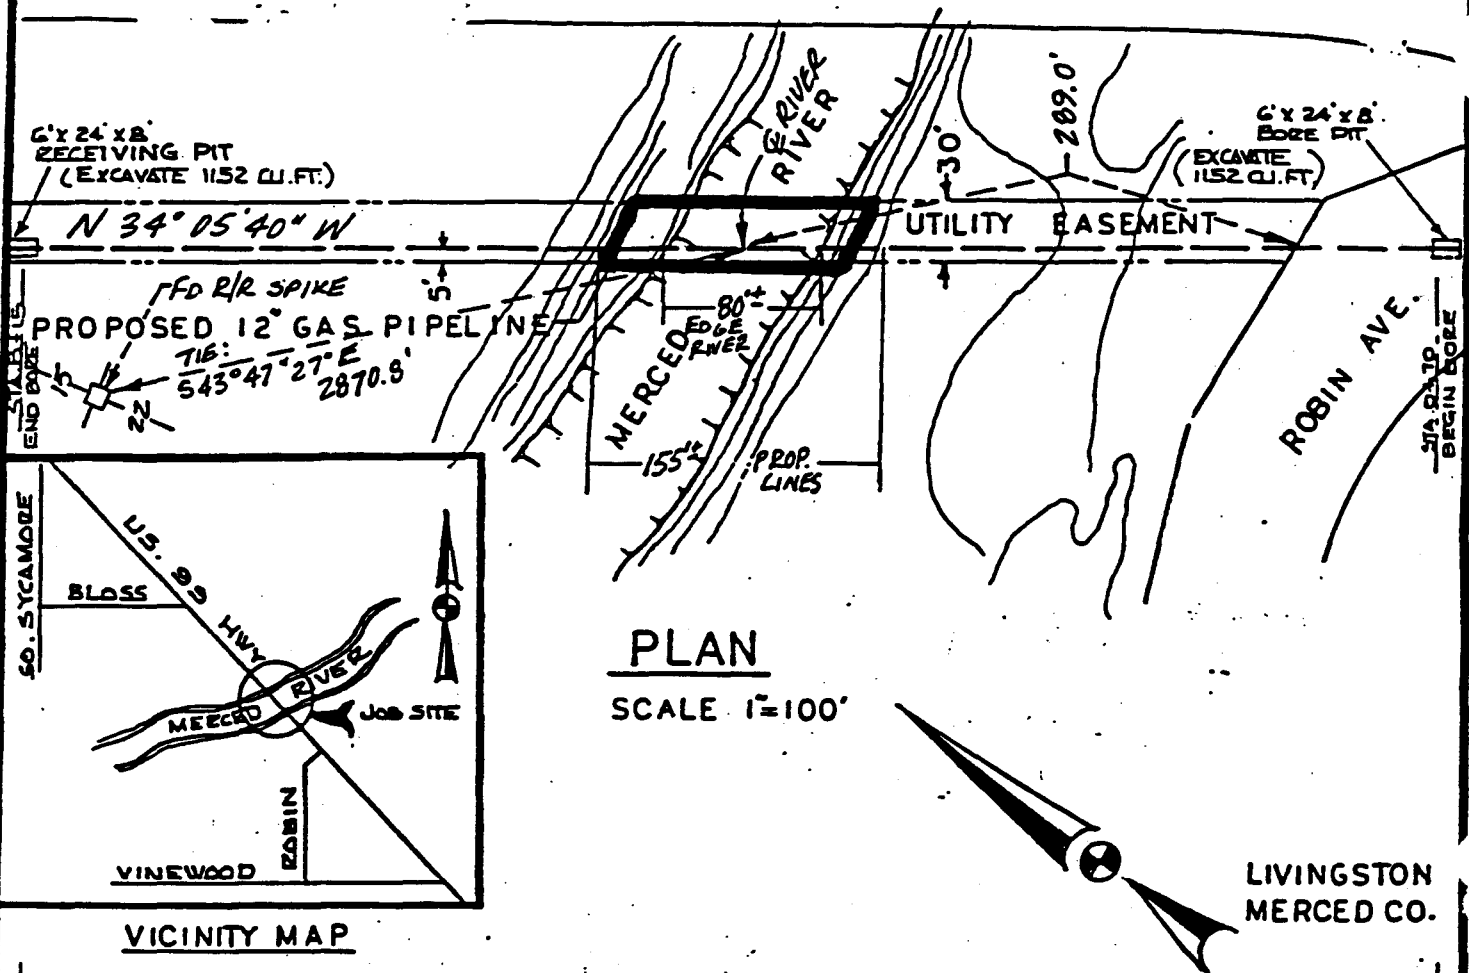 6' x 24' x 8'
RECEIVING PIT
(EXCAVATE 1152 CU.FT.)
N 34° 05' 40" W
FD R/R SPIKE
PROPOSED 12" GAS PIPELINE
TIE:
S43°47'27"E
2870.8'
15
22
END BORE
5'
℄ RIVER
RIVER
80'±
EDGE
RIVER
MERCED
155'±
PROP.
LINES
30'
289.0'
UTILITY EASEMENT
6' x 24' x 8'
BORE PIT
(EXCAVATE
1152 CU.FT.)
ROBIN AVE.
BEGIN BORE
PLAN
SCALE 1"=100'
SO. SYCAMORE
BLOSS
U.S. 99 HWY
MERCED RIVER
JOB SITE
ROBIN
VINEWOOD
VICINITY MAP
LIVINGSTON
MERCED CO.